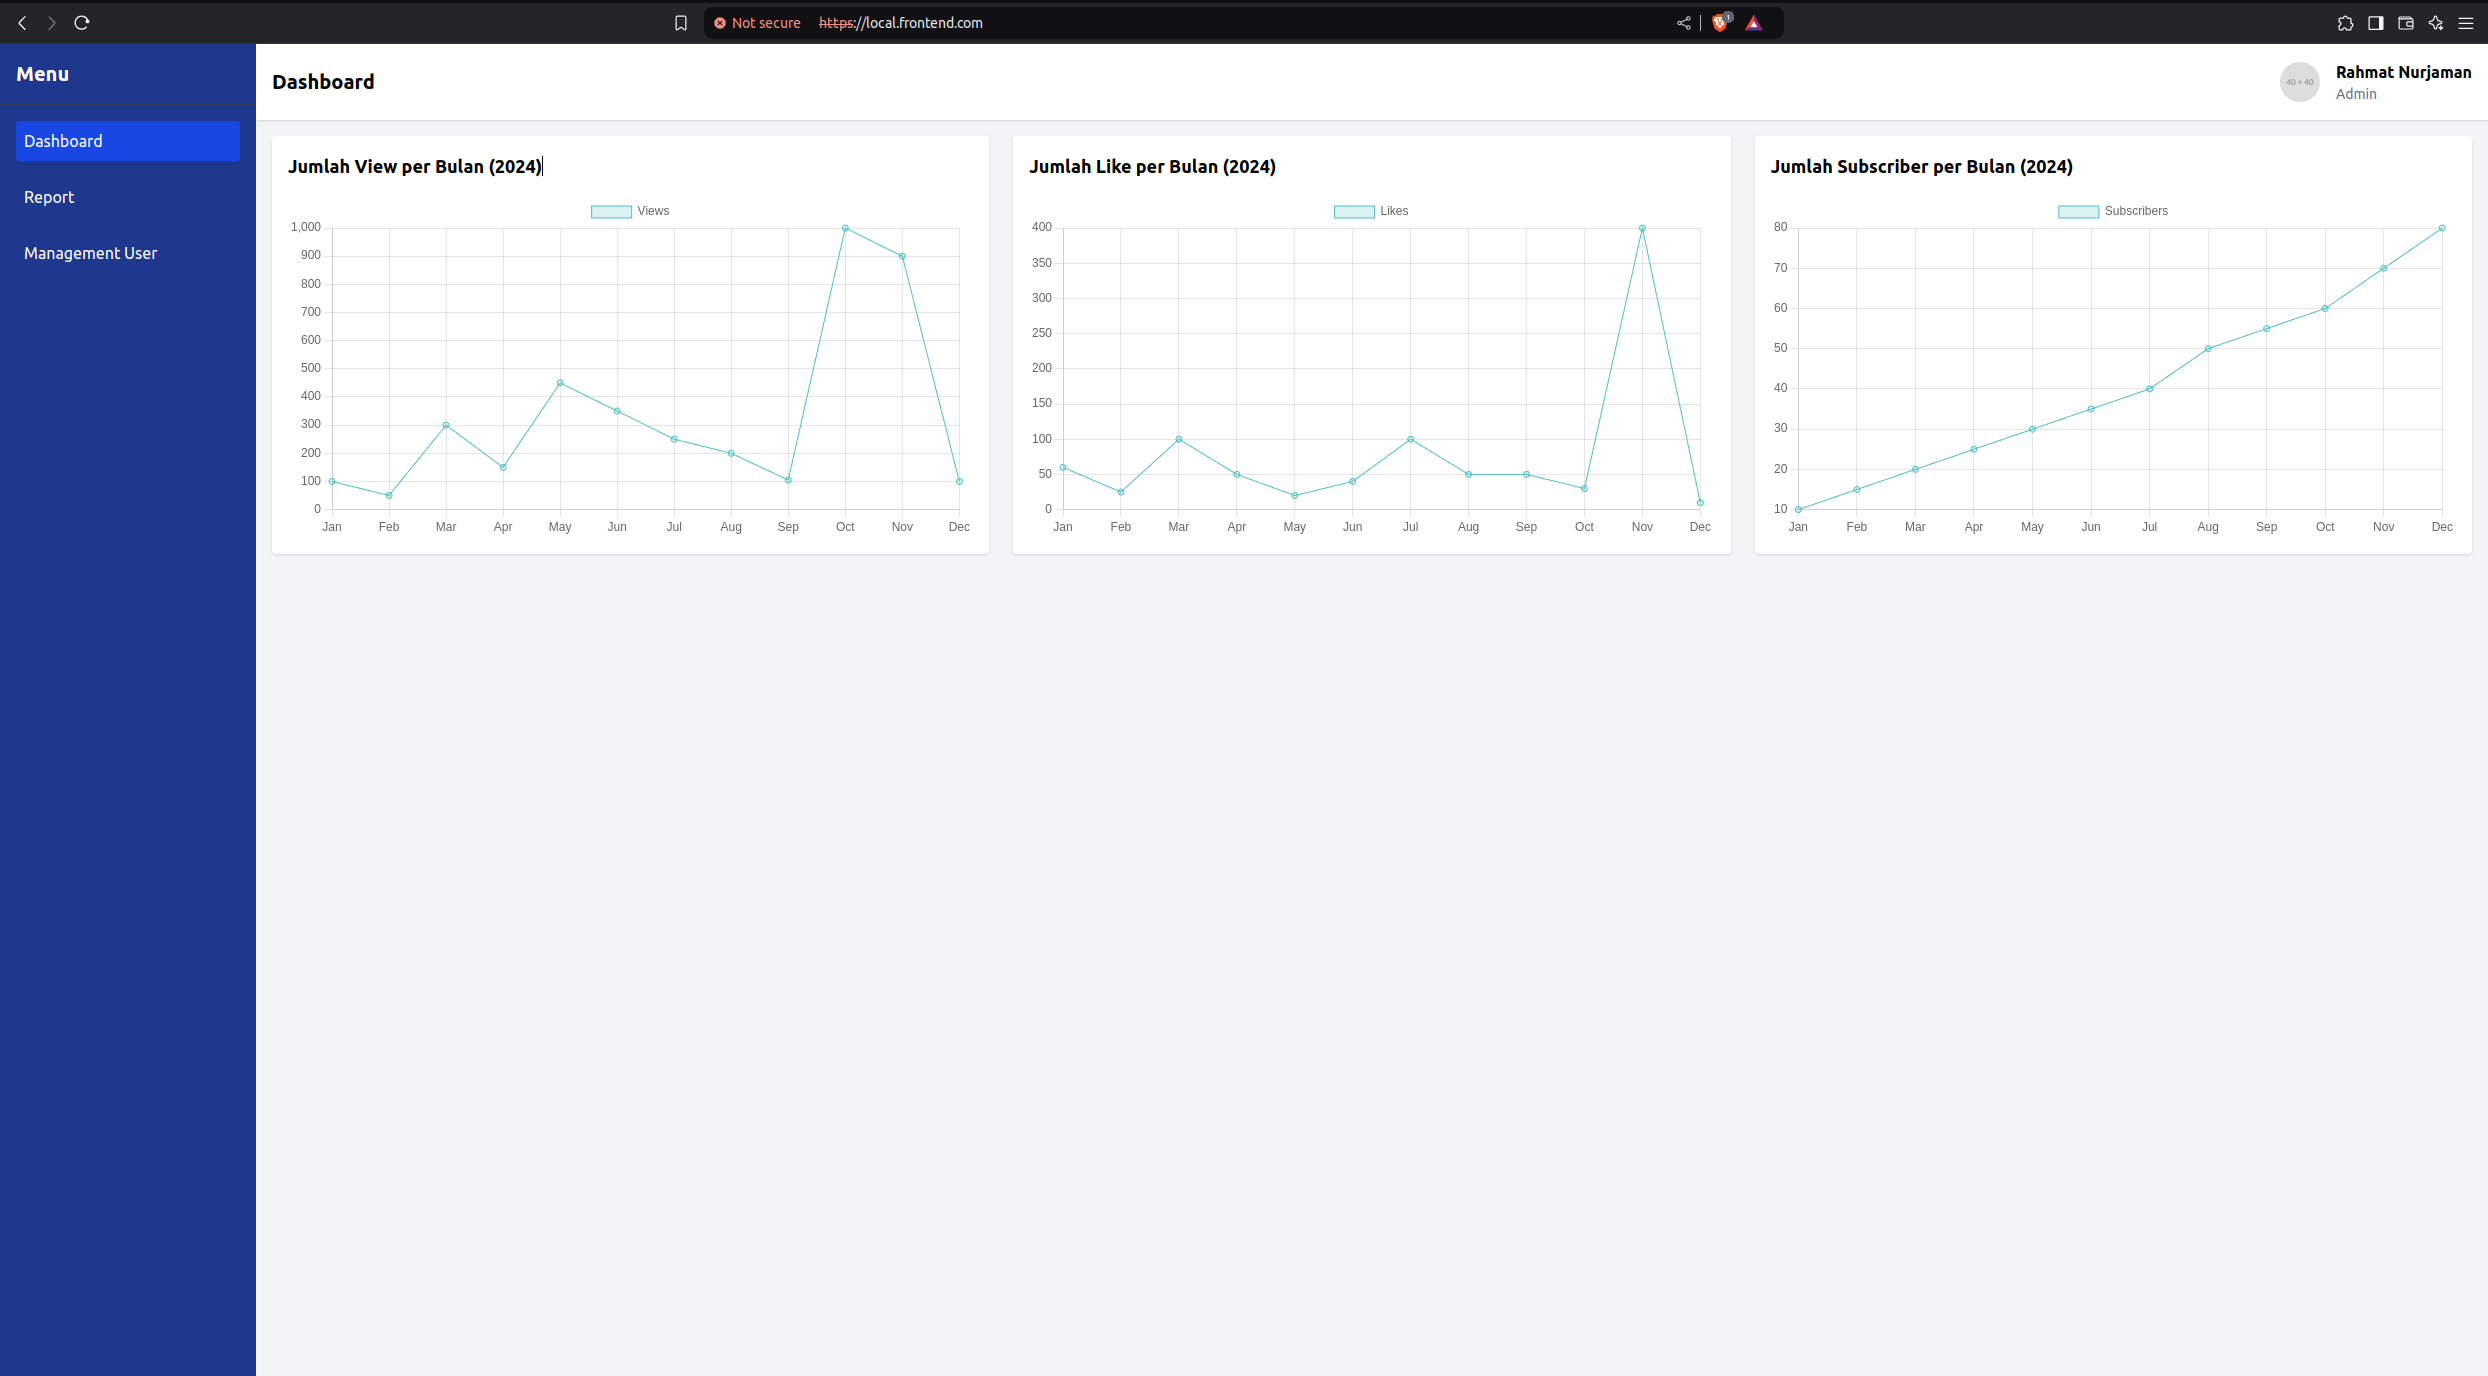 Not secure https://local.frontend.com 1
Menu
Dashboard
Report
Management User
Dashboard
40 × 40
Rahmat Nurjaman
Admin
Jumlah View per Bulan (2024)
Views
1,000
900
800
700
600
500
400
300
200
100
0
Jan Feb Mar Apr May Jun Jul Aug Sep Oct Nov Dec
Jumlah Like per Bulan (2024)
Likes
400
350
300
250
200
150
100
50
0
Jan Feb Mar Apr May Jun Jul Aug Sep Oct Nov Dec
Jumlah Subscriber per Bulan (2024)
Subscribers
80
70
60
50
40
30
20
10
Jan Feb Mar Apr May Jun Jul Aug Sep Oct Nov Dec